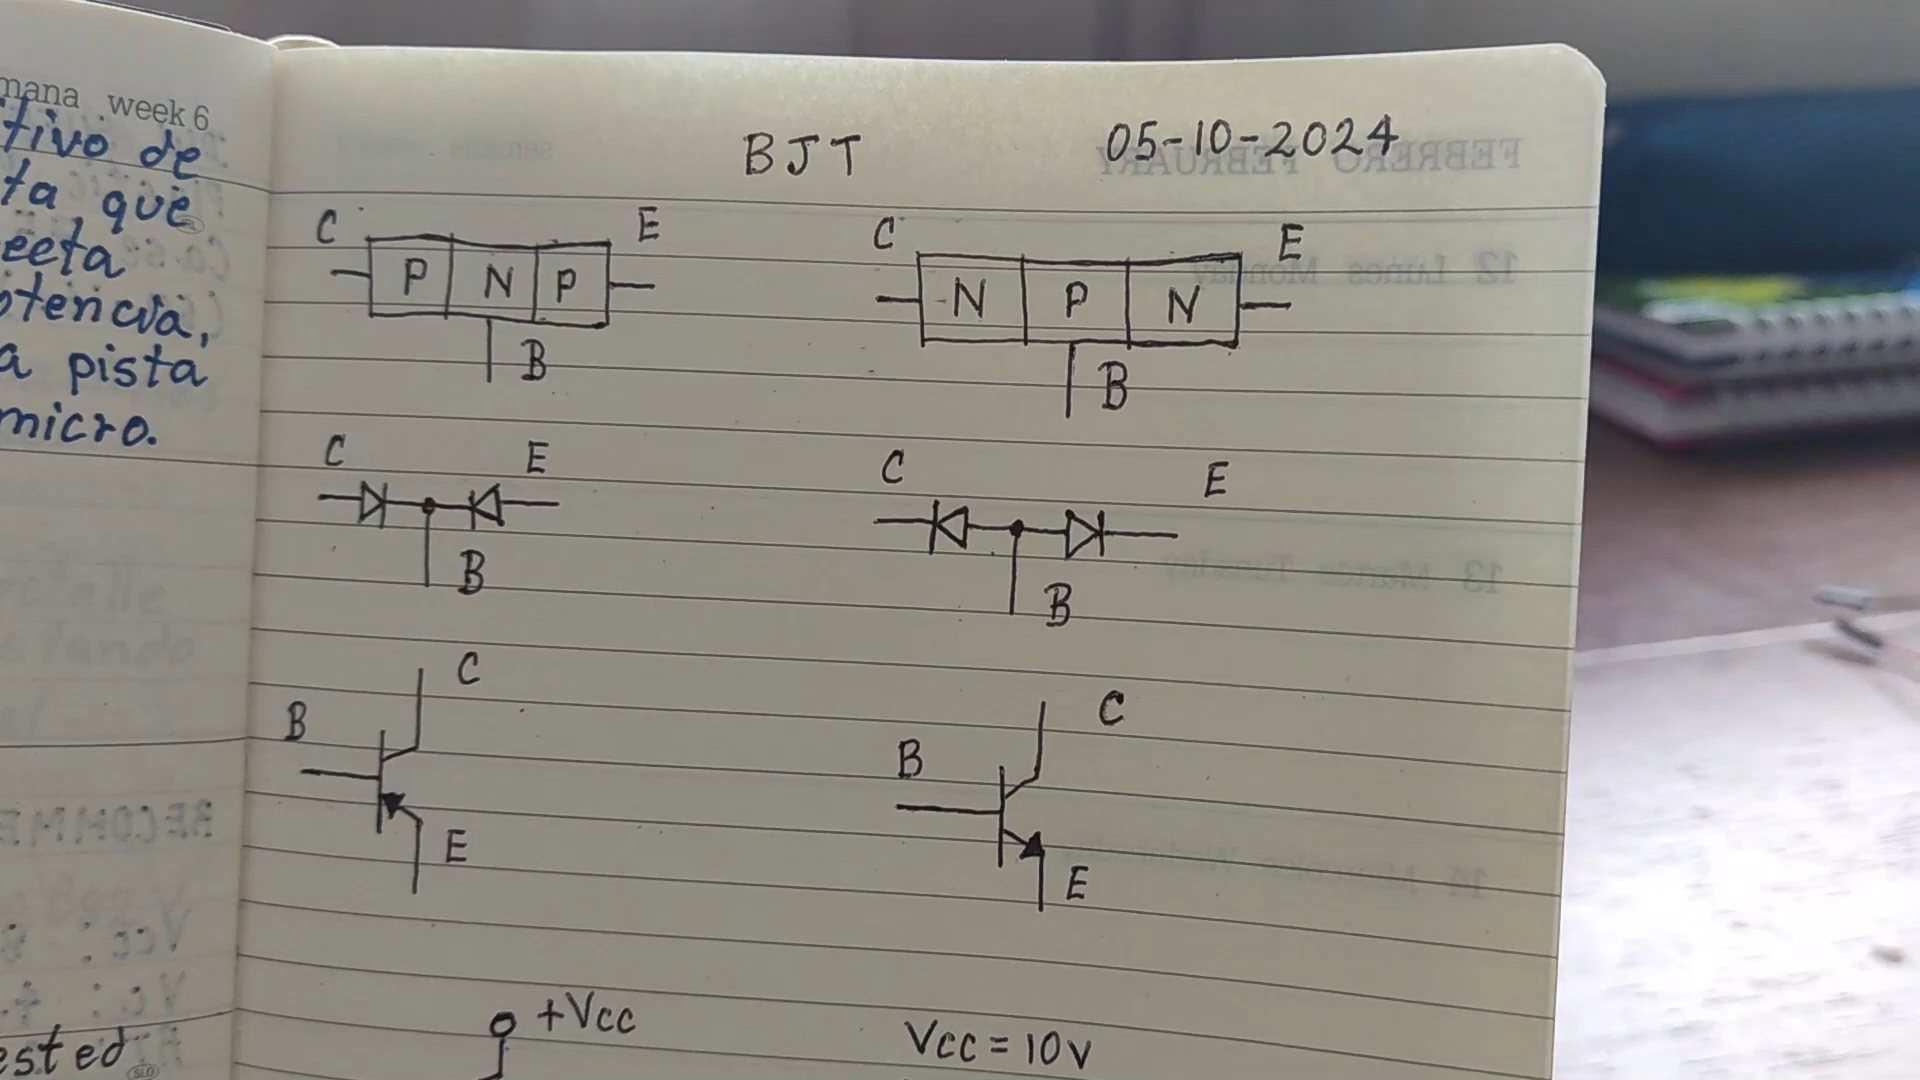 mana week 6
tivo de
ta que
eeta
otencia,
a pista
micro.
ested
BJT 05-10-2024
C P N P E
B
C N P N E
B
C E
B
C E
B
C
B
E
C
B
E
+Vcc
Vcc = 10V